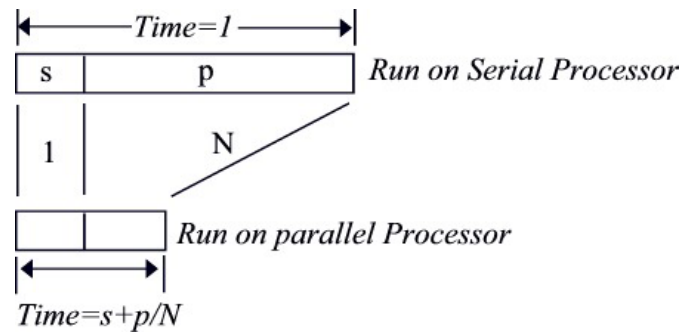 Time=1
s p Run on Serial Processor
1 N
Run on parallel Processor
Time=s+p/N